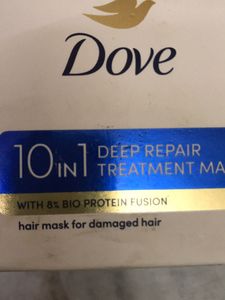 Dove
10 IN 1 DEEP REPAIR
TREATMENT MA
WITH 8% BIO PROTEIN FUSION
hair mask for damaged hair